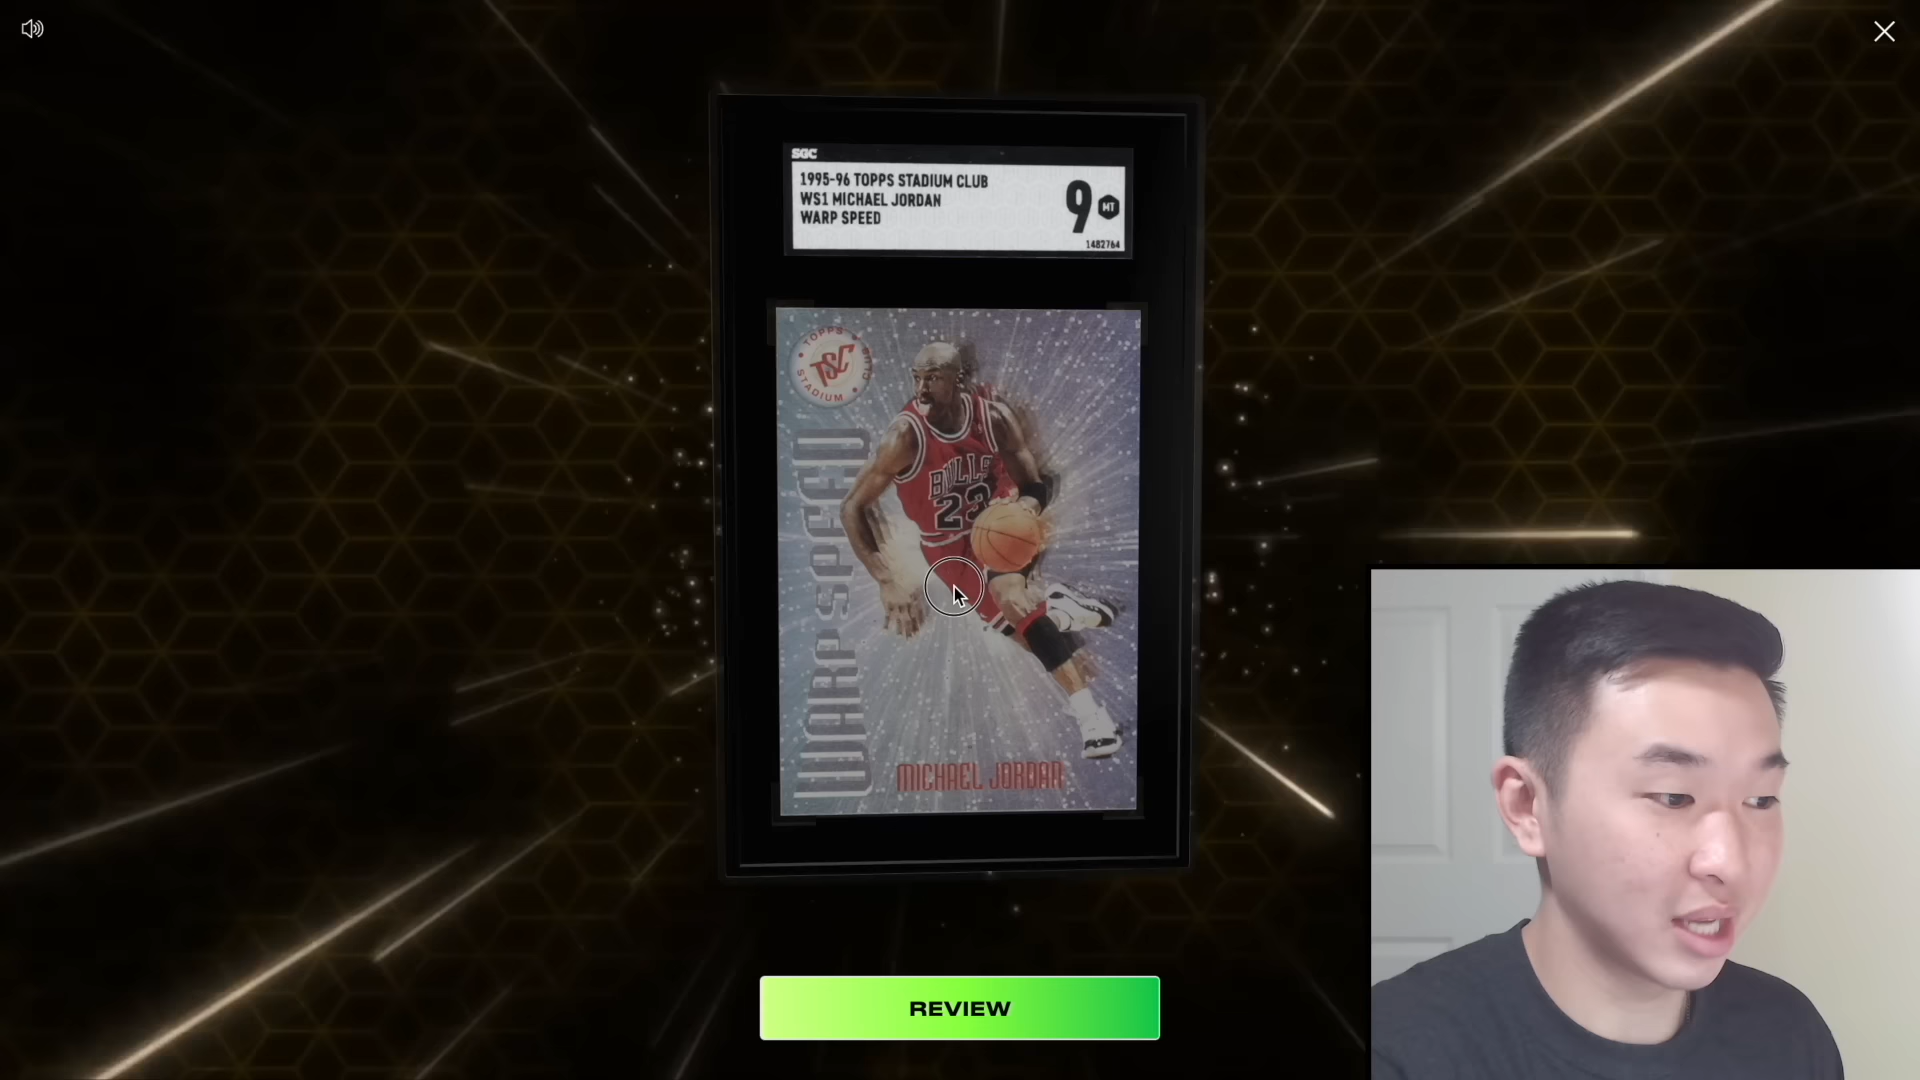 SGC
1995-96 TOPPS STADIUM CLUB
WS1 MICHAEL JORDAN
WARP SPEED
9 MT
1482764
TOPPS
STADIUM CLUB
TSC
WARP SPEED
BULLS
23
MICHAEL JORDAN
REVIEW